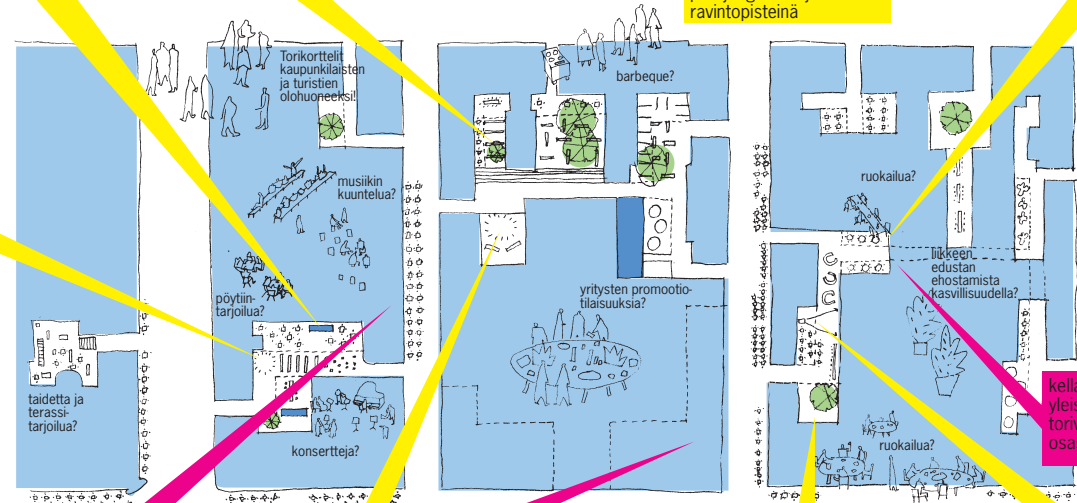 ravintopisteinä
Torikorttelit
kaupunkilaisten
ja turistien
olohuoneeksi!
barbeque?
musiikin
kuuntelua?
ruokailua?
pöytiin-
tarjoilua?
yritysten promootio-
tilaisuuksia?
liikkeen
edustan
ehostamista
kasvillisuudella?
taidetta ja
terassi-
tarjoilua?
konsertteja?
ruokailua?
yleis
toriv
osa